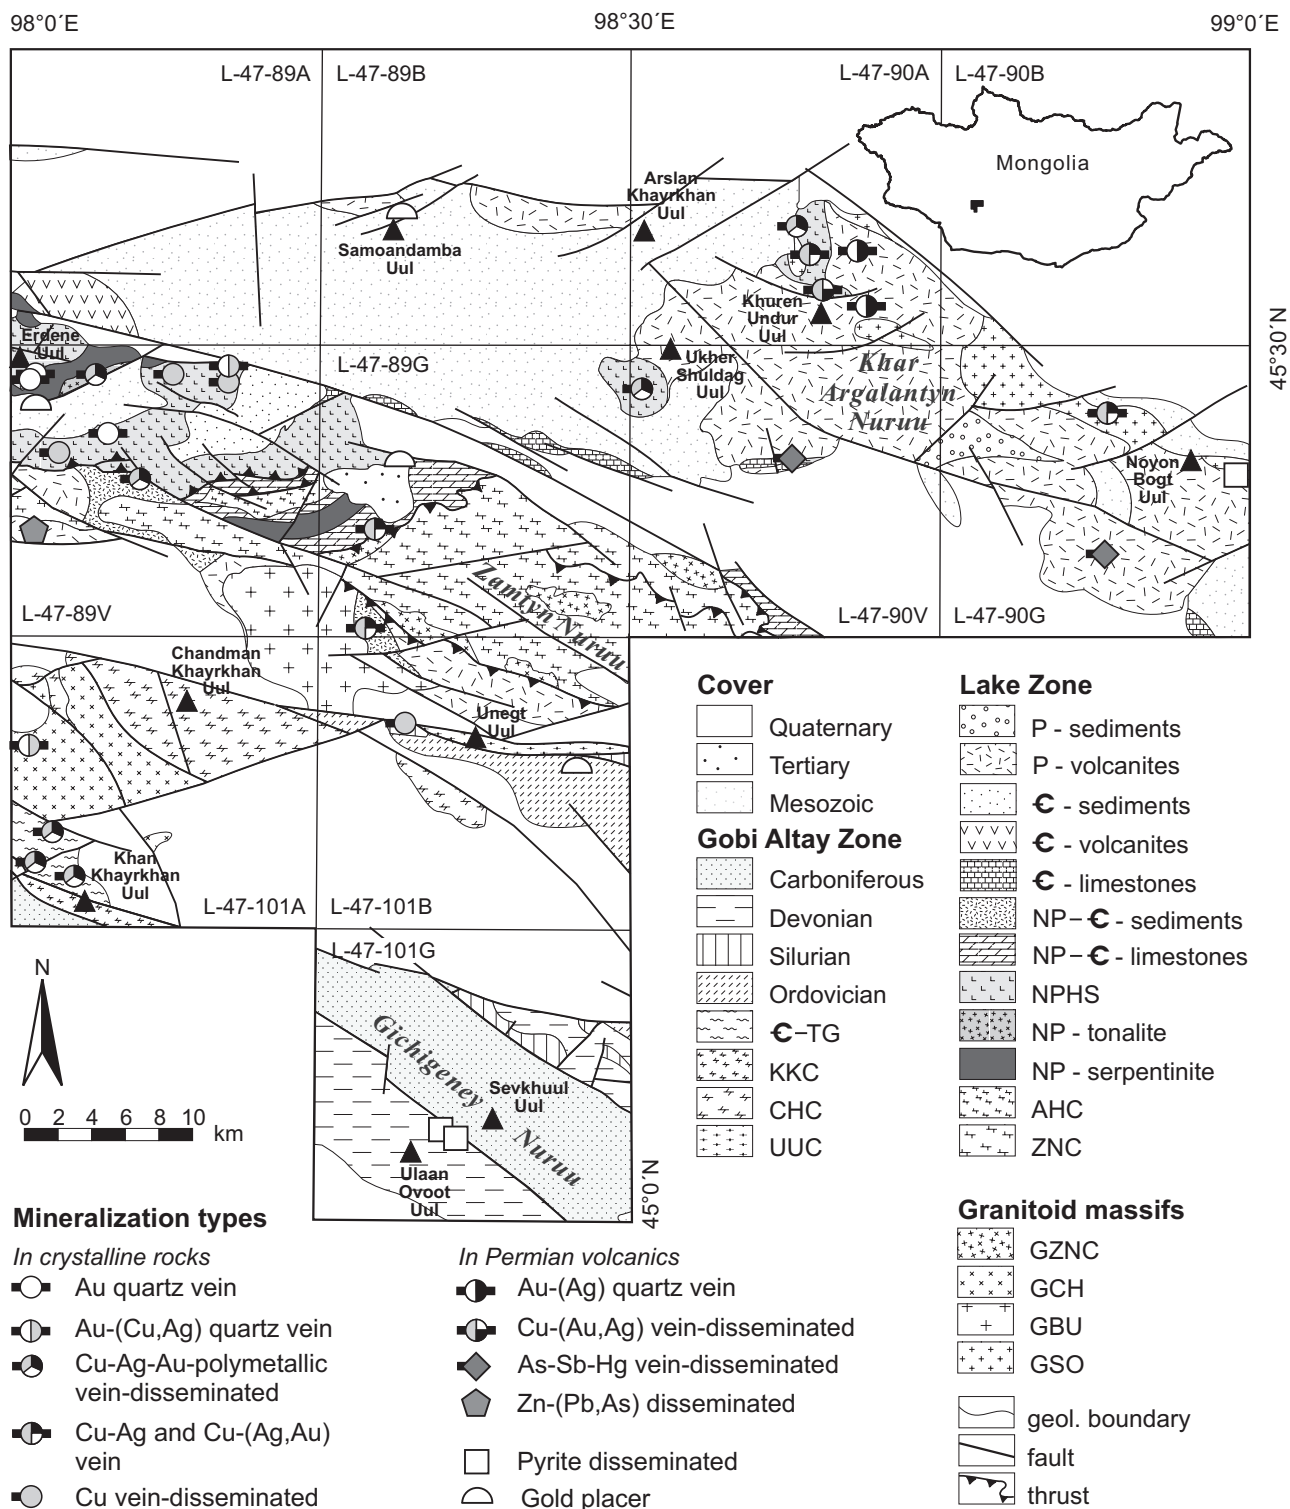 98°0´E
98°30´E
99°0´E
L-47-89A
L-47-89B
L-47-90A
L-47-90B
Mongolia
Arslan
Khayrkhan
Uul
Samoandamba
Uul
Khuren
Undur
Uul
45°30´N
Erdene
Uul
L-47-89G
Ukher
Shuldag
Uul
Khar
Argalantyn
Nuruu
Noyon
Bogt
Uul
Zamtyn Nuruu
L-47-89V
L-47-90V
L-47-90G
Chandman
Khayrkhan
Uul
Unegt
Uul
Khan
Khayrkhan
Uul
L-47-101A
L-47-101B
L-47-101G
Gichigeney
Nuruu
Sevkhuul
Uul
Ulaan
Ovoot
Uul
45°0´N
N
0 2 4 6 8 10
km
Cover
Quaternary
Tertiary
Mesozoic
Gobi Altay Zone
Carboniferous
Devonian
Silurian
Ordovician
Є–TG
KKC
CHC
UUC
Lake Zone
P - sediments
P - volcanites
Є - sediments
Є - volcanites
Є - limestones
NP–Є - sediments
NP–Є - limestones
NPHS
NP - tonalite
NP - serpentinite
AHC
ZNC
Granitoid massifs
GZNC
GCH
GBU
GSO
geol. boundary
fault
thrust
Mineralization types
In crystalline rocks
Au quartz vein
Au-(Cu,Ag) quartz vein
Cu-Ag-Au-polymetallic
vein-disseminated
Cu-Ag and Cu-(Ag,Au)
vein
Cu vein-disseminated
In Permian volcanics
Au-(Ag) quartz vein
Cu-(Au,Ag) vein-disseminated
As-Sb-Hg vein-disseminated
Zn-(Pb,As) disseminated
Pyrite disseminated
Gold placer